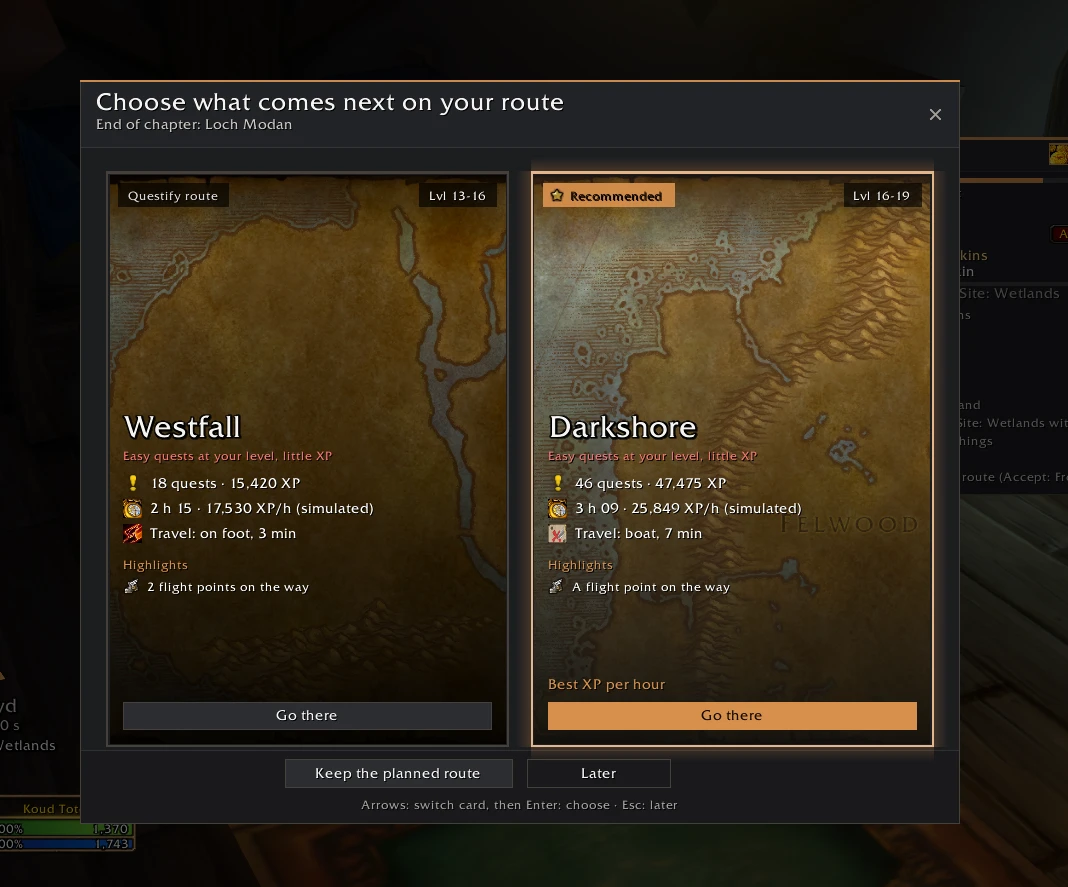 Choose what comes next on your route
End of chapter: Loch Modan
×
Questify route
Lvl 13-16
Westfall
Easy quests at your level, little XP
18 quests · 15,420 XP
2 h 15 · 17,530 XP/h (simulated)
Travel: on foot, 3 min
Highlights
2 flight points on the way
Go there
Recommended
Lvl 16-19
FELWOOD
Darkshore
Easy quests at your level, little XP
46 quests · 47,475 XP
3 h 09 · 25,849 XP/h (simulated)
Travel: boat, 7 min
Highlights
A flight point on the way
Best XP per hour
Go there
Keep the planned route
Later
Arrows: switch card, then Enter: choose · Esc: later
Site: Wetlands
Site: Wetlands
route (Accept:
0 s
Wetlands
Koud
00%
1,370
00%
1,743